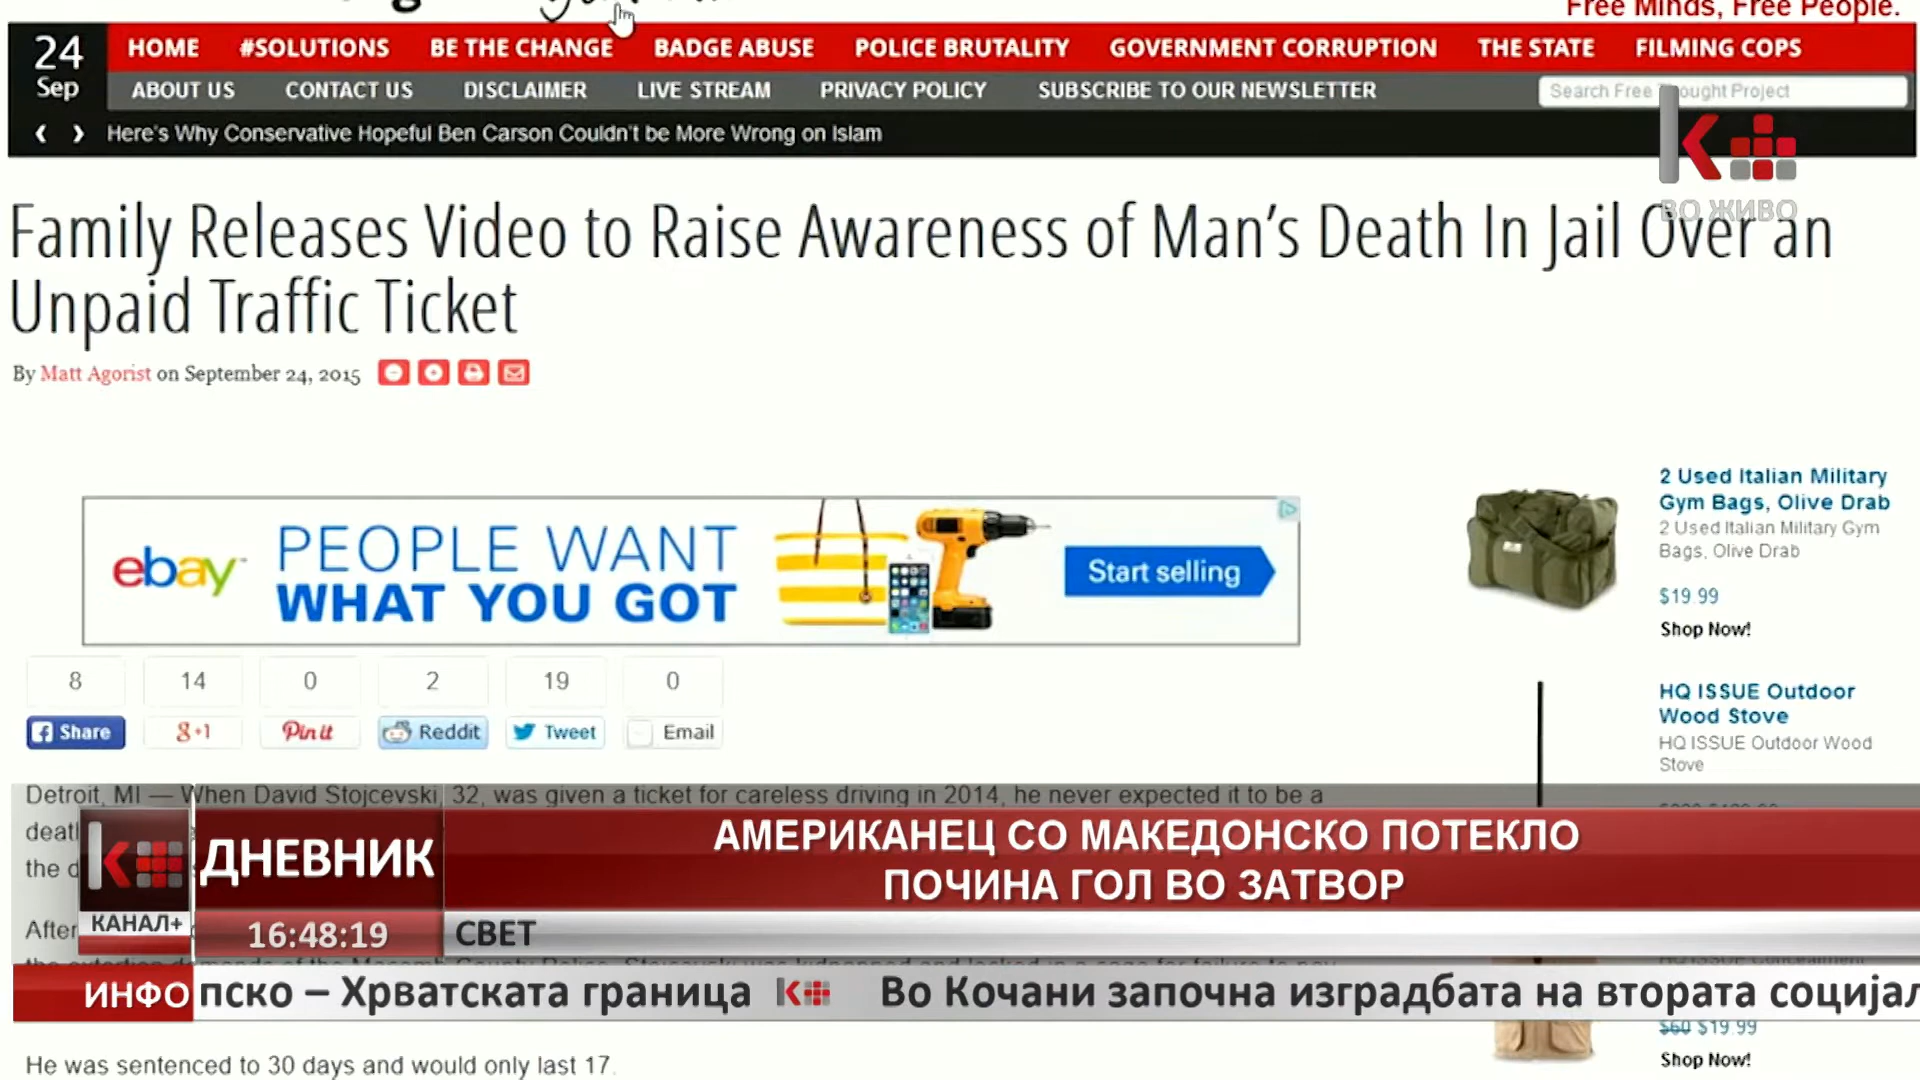 Free Minds, Free People.
24
Sep
HOME #SOLUTIONS BE THE CHANGE BADGE ABUSE POLICE BRUTALITY GOVERNMENT CORRUPTION THE STATE FILMING COPS
ABOUT US CONTACT US DISCLAIMER LIVE STREAM PRIVACY POLICY SUBSCRIBE TO OUR NEWSLETTER
Search Free Thought Project
Here's Why Conservative Hopeful Ben Carson Couldn't be More Wrong on Islam
ВО ЖИВО
Family Releases Video to Raise Awareness of Man's Death In Jail Over an
Unpaid Traffic Ticket
By Matt Agorist on September 24, 2015
ebay
PEOPLE WANT
WHAT YOU GOT
Start selling
2 Used Italian Military
Gym Bags, Olive Drab
2 Used Italian Military Gym
Bags, Olive Drab
$19.99
Shop Now!
8 14 0 2 19 0
Share g+1 Pin it Reddit Tweet Email
HQ ISSUE Outdoor
Wood Stove
HQ ISSUE Outdoor Wood
Stove
Detroit, MI — When David Stojcevski, 32, was given a ticket for careless driving in 2014, he never expected it to be a
the
After
КАНАЛ+
ДНЕВНИК
16:48:19
АМЕРИКАНЕЦ СО МАКЕДОНСКО ПОТЕКЛО
ПОЧИНА ГОЛ ВО ЗАТВОР
СВЕТ
ИНФО
пско – Хрватската граница К Во Кочани започна изградбата на втората социјал
$60 $19.99
Shop Now!
He was sentenced to 30 days and would only last 17.